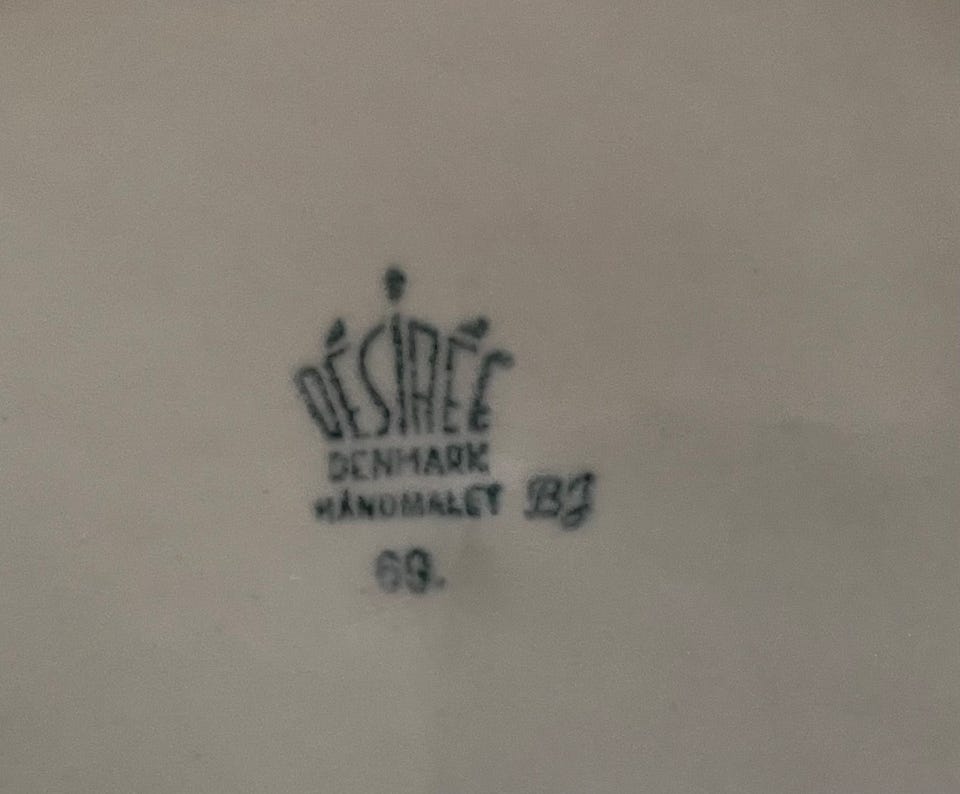 DÉSIRÉE
DENMARK
HÅNDMALET BJ
69.